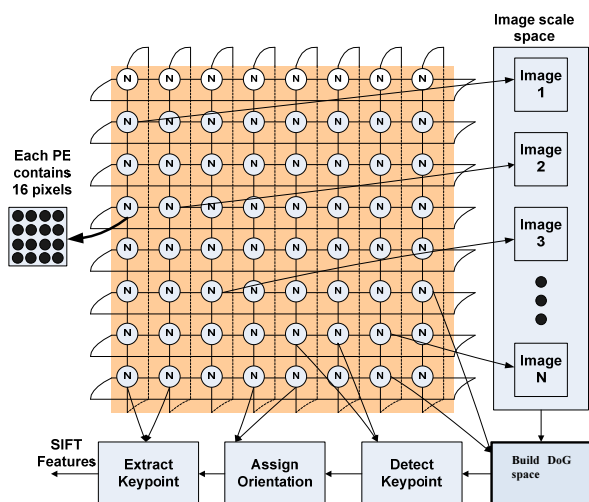 Image scale
space
N N N N N N N N
Image
1
N N N N N N N N
Each PE
contains
16 pixels
N N N N N N N N
Image
2
N N N N N N N N
Image
3
N N N N N N N N
N N N N N N N N
N N N N N N N N
Image
N
N N N N N N N N
SIFT
Features
Extract
Keypoint
Assign
Orientation
Detect
Keypoint
Build DoG
space